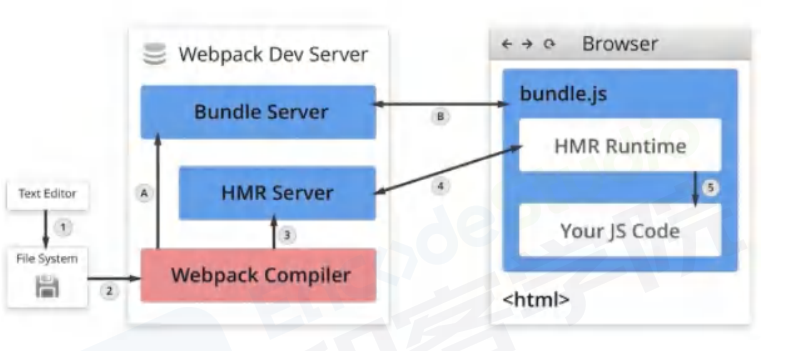 Webpack Dev Server
Browser
Bundle Server
B
bundle.js
HMR Runtime
Text Editor
A
HMR Server
4
5
1
3
Your JS Code
File System
Webpack Compiler
2
<html>